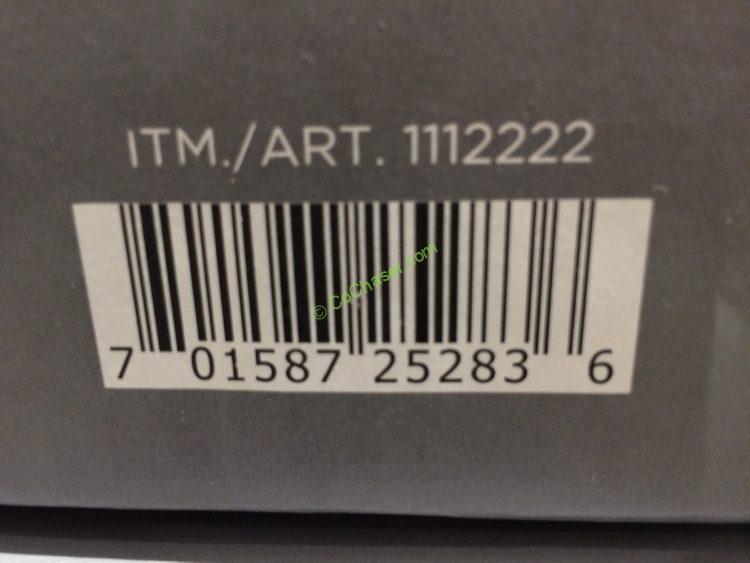 ITM./ART. 1112222
© CoChaser.com
7 01587 25283 6